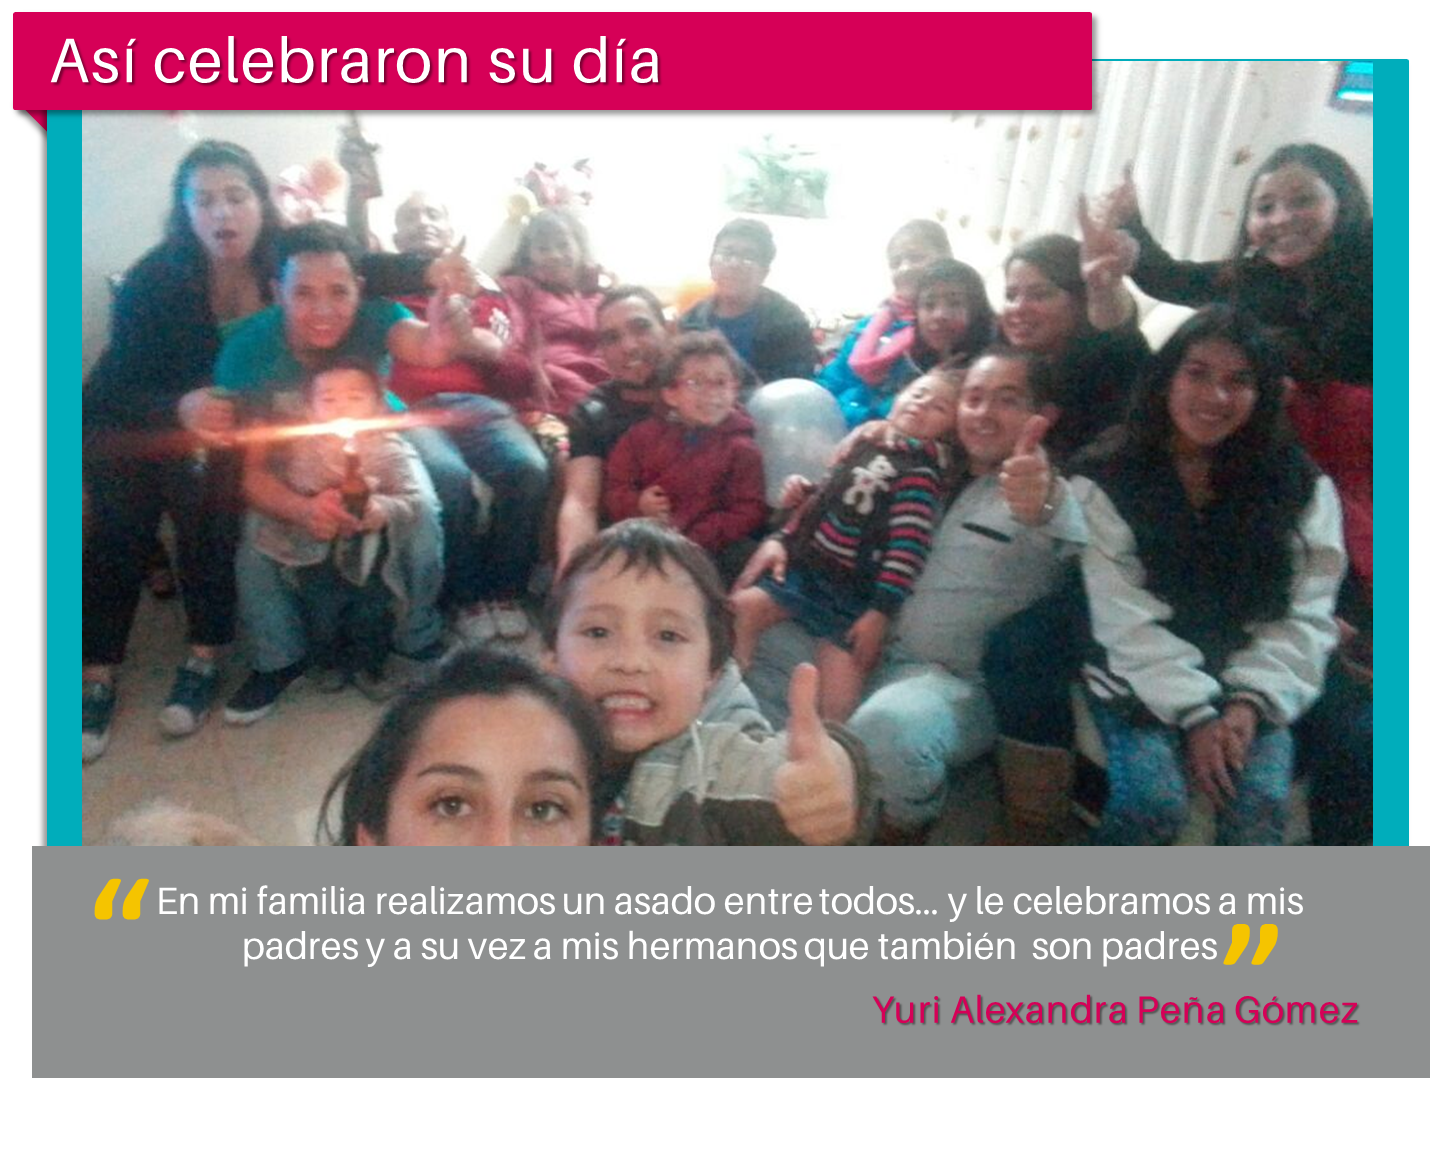 Así celebraron su día
“ En mi familia realizamos un asado entre todos... y le celebramos a mis
padres y a su vez a mis hermanos que también son padres ”
Yuri Alexandra Peña Gómez